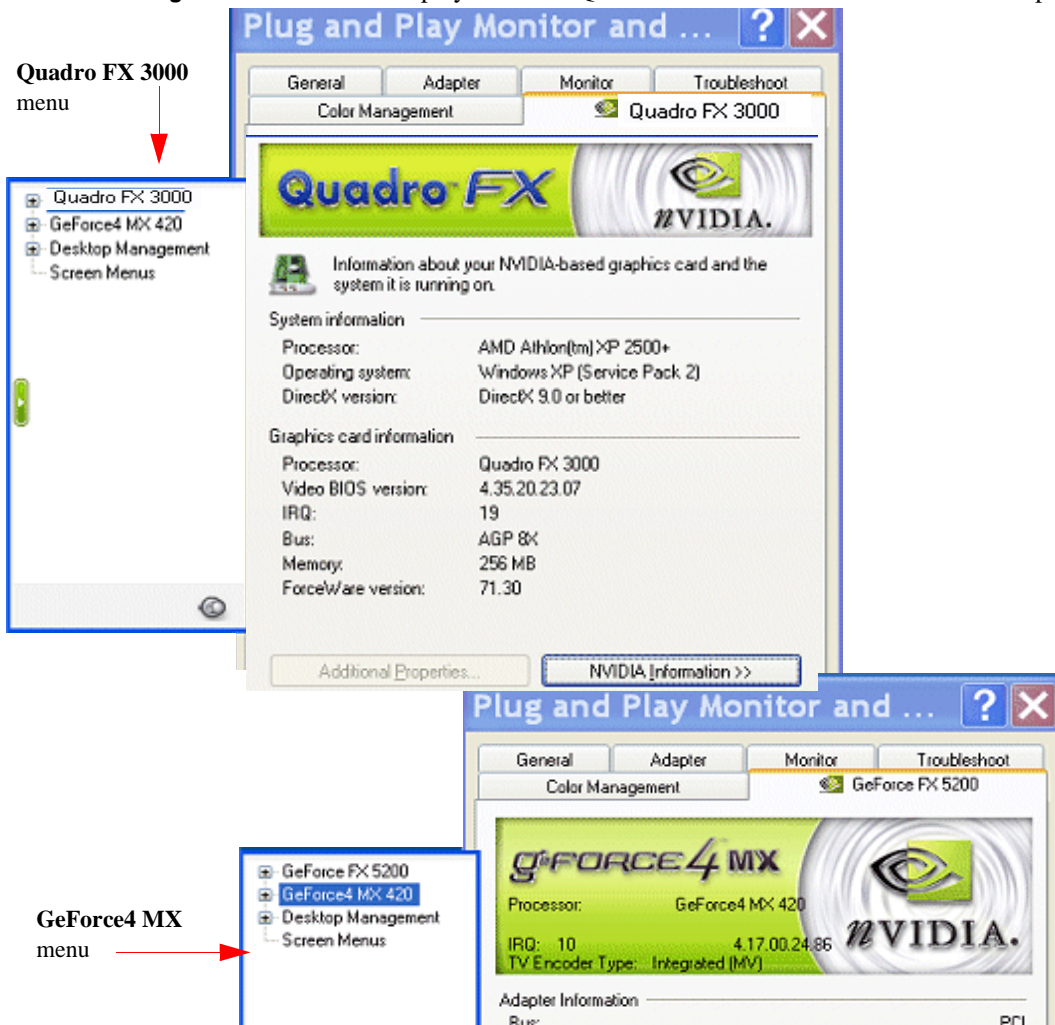 play
Q
Plug and Play Monitor and ...
Quadro FX 3000
menu
General Adapter Monitor Troubleshoot
Color Management Quadro FX 3000
Quadro FX
nVIDIA.
Quadro FX 3000
GeForce4 MX 420
Desktop Management
Screen Menus
Information about your NVIDIA-based graphics card and the
system it is running on.
System information
Processor: AMD Athlon(tm) XP 2500+
Operating system: Windows XP (Service Pack 2)
DirectX version: DirectX 9.0 or better
Graphics card information
Processor: Quadro FX 3000
Video BIOS version: 4.35.20.23.07
IRQ: 19
Bus: AGP 8X
Memory: 256 MB
ForceWare version: 71.30
Additional Properties... NVIDIA Information >>
Plug and Play Monitor and ...
General Adapter Monitor Troubleshoot
Color Management GeForce FX 5200
GeForce4 MX
nVIDIA.
Processor: GeForce4 MX 420
IRQ: 10 4.17.00.24.86
TV Encoder Type: Integrated (MV)
Adapter Information
Bus: PCI
GeForce4 MX
menu
GeForce FX 5200
GeForce4 MX 420
Desktop Management
Screen Menus